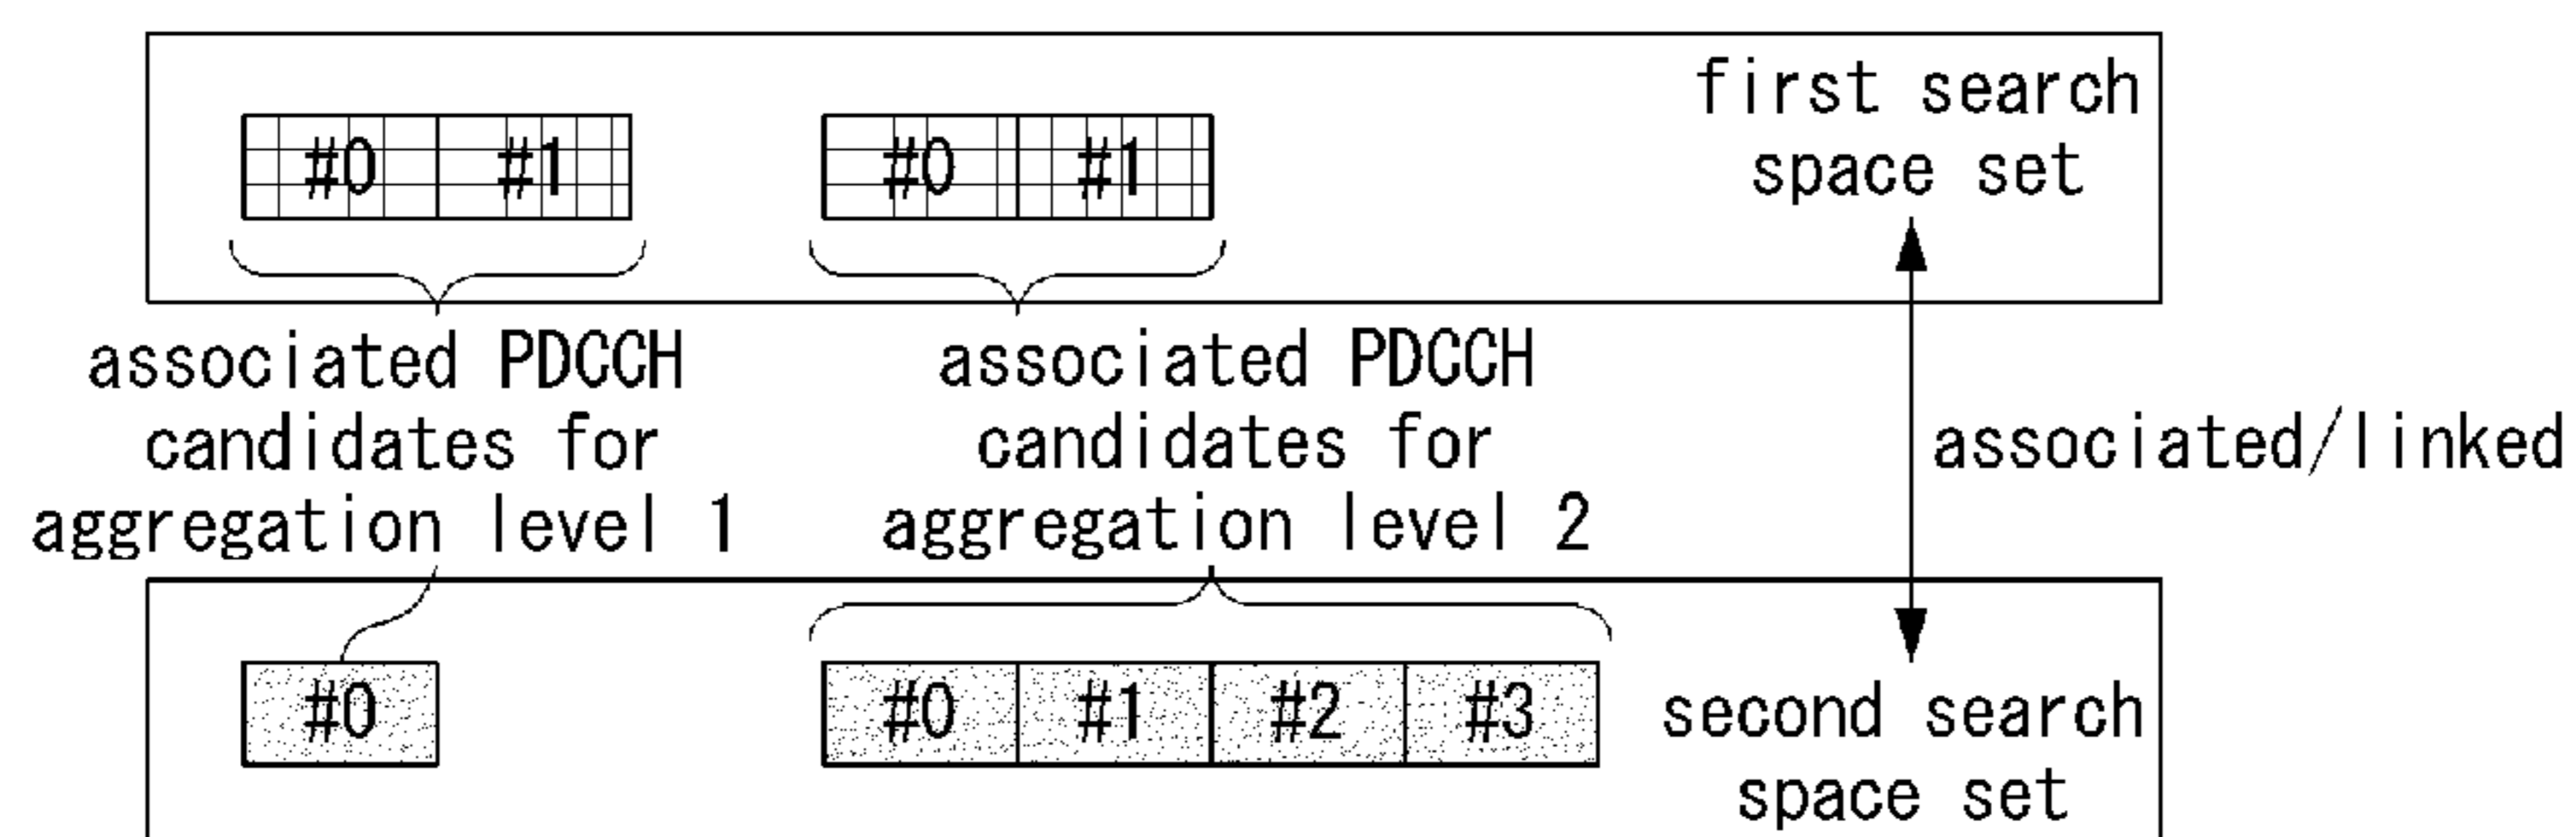 first search
space set
#0 #1 #0 #1
associated PDCCH
candidates for
aggregation level 1
associated PDCCH
candidates for
aggregation level 2
associated/linked
#0 #0 #1 #2 #3
second search
space set